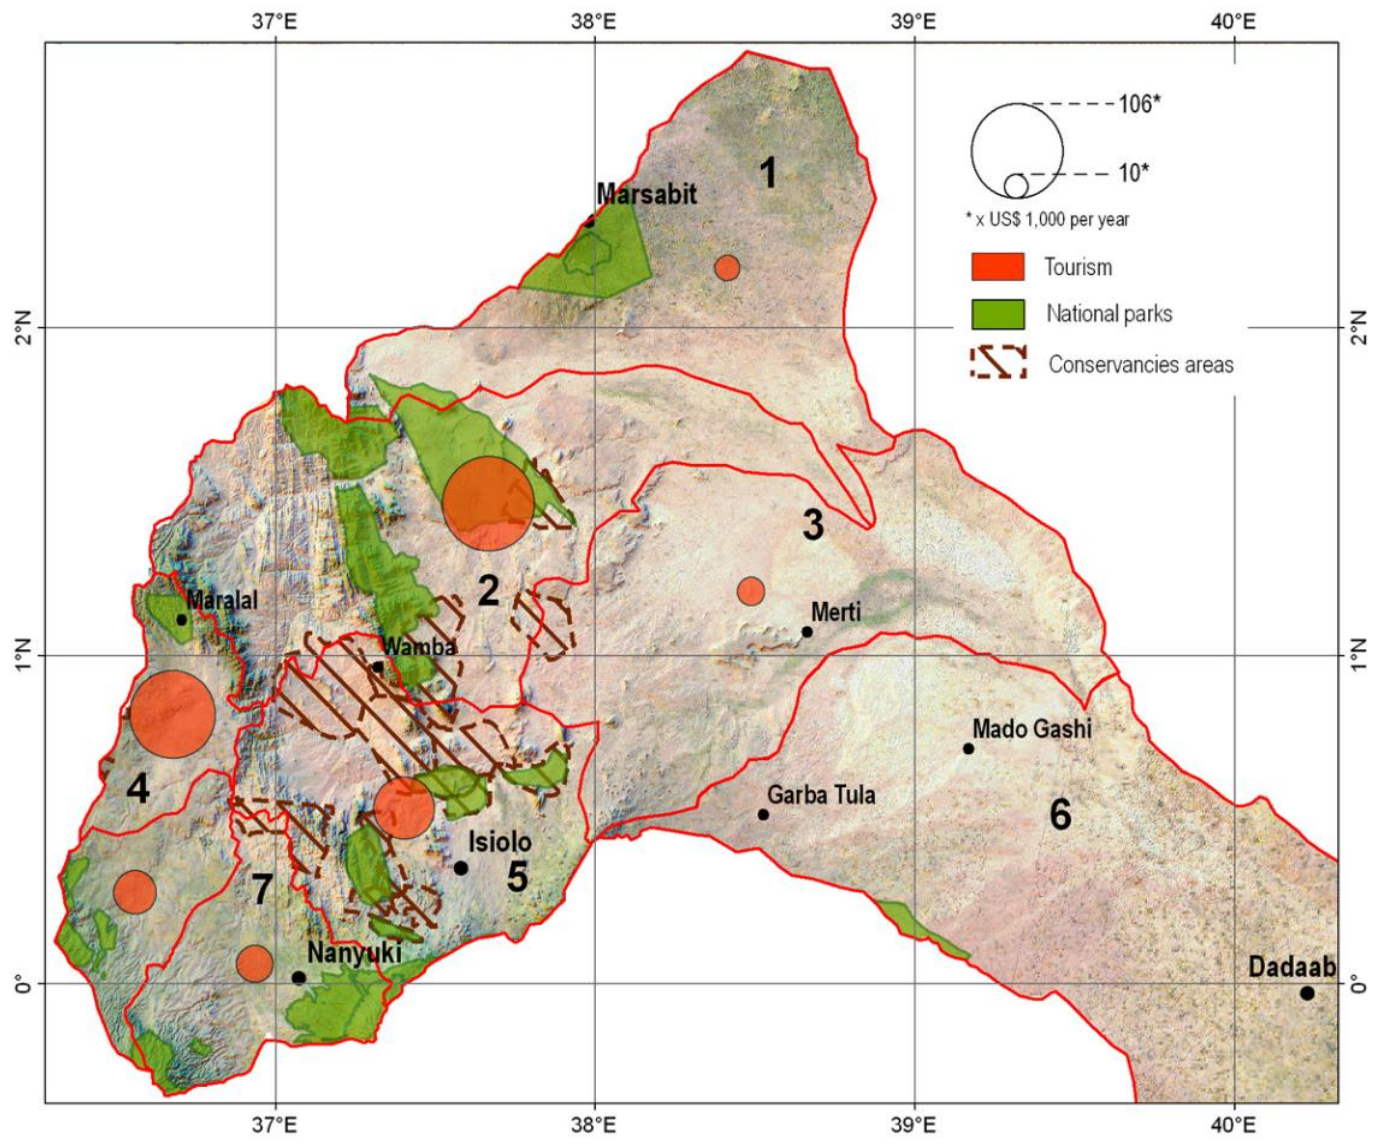 37°E 38°E 39°E 40°E
106*
10*
* x US$ 1,000 per year
Tourism
National parks
Conservancies areas
1
Marsabit
2°N 2°N
3
2
Maralal
Merti
Wamba
1°N 1°N
Mado Gashi
4
Garba Tula
6
Isiolo
5
7
Nanyuki
Dadaab
0° 0°
37°E 38°E 39°E 40°E